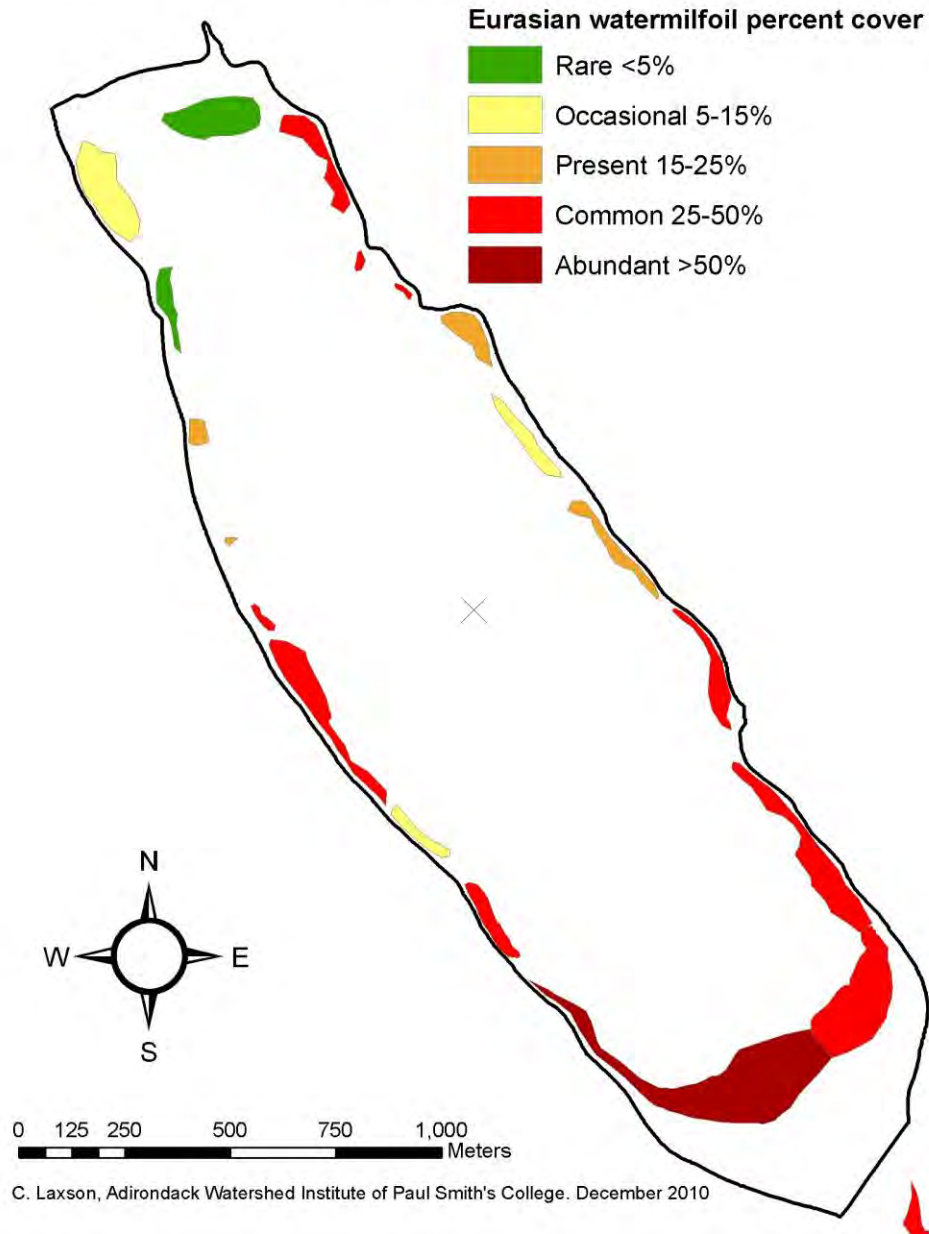 Eurasian watermilfoil percent cover
Rare <5%
Occasional 5-15%
Present 15-25%
Common 25-50%
Abundant >50%
N
W E
S
0 125 250 500 750 1,000
Meters
C. Laxson, Adirondack Watershed Institute of Paul Smith's College. December 2010